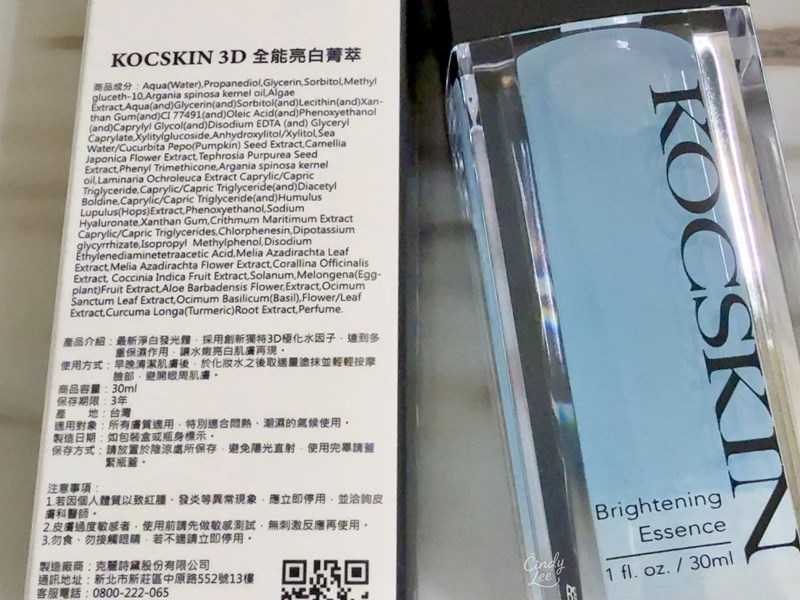 KOCSKIN 3D 全能亮白菁萃
商品成分：Aqua(Water),Propanediol,Glycerin,Sorbitol,Methyl
gluceth-10,Argania spinosa kernel oil,Algae
Extract,Aqua(and)Glycerin(and)Sorbitol(and)Lecithin(and)Xan-
than Gum(and)CI 77491(and)Oleic Acid(and)Phenoxyethanol
(and)Caprylyl Glycol(and)Disodium EDTA (and) Glyceryl
Caprylate,Xylitylglucoside,Anhydroxylitol/Xylitol,Sea
Water/Cucurbita Pepo(Pumpkin) Seed Extract,Camellia
Japonica Flower Extract,Tephrosia Purpurea Seed
Extract,Phenyl Trimethicone,Argania spinosa kernel
oil,Laminaria Ochroleuca Extract Caprylic/Capric
Triglyceride,Caprylic/Capric Triglyceride(and)Diacetyl
Boldine,Caprylic/Capric Triglyceride(and)Humulus
Lupulus(Hops)Extract,Phenoxyethanol,Sodium
Hyaluronate,Xanthan Gum,Crithmum Maritimum Extract
Caprylic/Capric Triglycerides,Chlorphenesin,Dipotassium
glycyrrhizate,Isopropyl Methylphenol,Disodium
Ethylenediaminetetraacetic Acid,Melia Azadirachta Leaf
Extract,Melia Azadirachta Flower Extract,Corallina Officinalis
Extract, Coccinia Indica Fruit Extract,Solanum,Melongena(Egg-
plant)Fruit Extract,Aloe Barbadensis Flower,Extract,Ocimum
Sanctum Leaf Extract,Ocimum Basilicum(Basil),Flower/Leaf
Extract,Curcuma Longa(Turmeric)Root Extract,Perfume.
產品介紹：最新淨白發光體，採用創新獨特3D極化水因子，達到多
重保濕作用，讓水嫩亮白肌膚再現。
使用方式：早晚清潔肌膚後，於化妝水之後取適量塗抹並輕輕按摩
臉部，避開眼周肌膚。
商品容量：30ml
保存期限：3年
產　　地：台灣
適用對象：所有膚質適用，特別適合悶熱、潮濕的氣候使用。
製造日期：如包裝盒或瓶身標示。
保存方式：請放置於陰涼處所保存，避免陽光直射，使用完畢請蓋
緊瓶蓋。
注意事項：
1.若因個人體質以致紅腫、發炎等異常現象，應立即停用，並洽詢皮
膚科醫師。
2.皮膚過度敏感者，使用前請先做敏感測試，無刺激反應再使用。
3.勿食、勿接觸眼睛，若不適請立即停用。
製造廠商：克麗詩黛股份有限公司
通訊地址：新北市新莊區中原路552號13樓
客服電話：0800-222-065
KOCSKIN
Brightening
Essence
1 fl. oz. / 30ml
Cindy
Lee